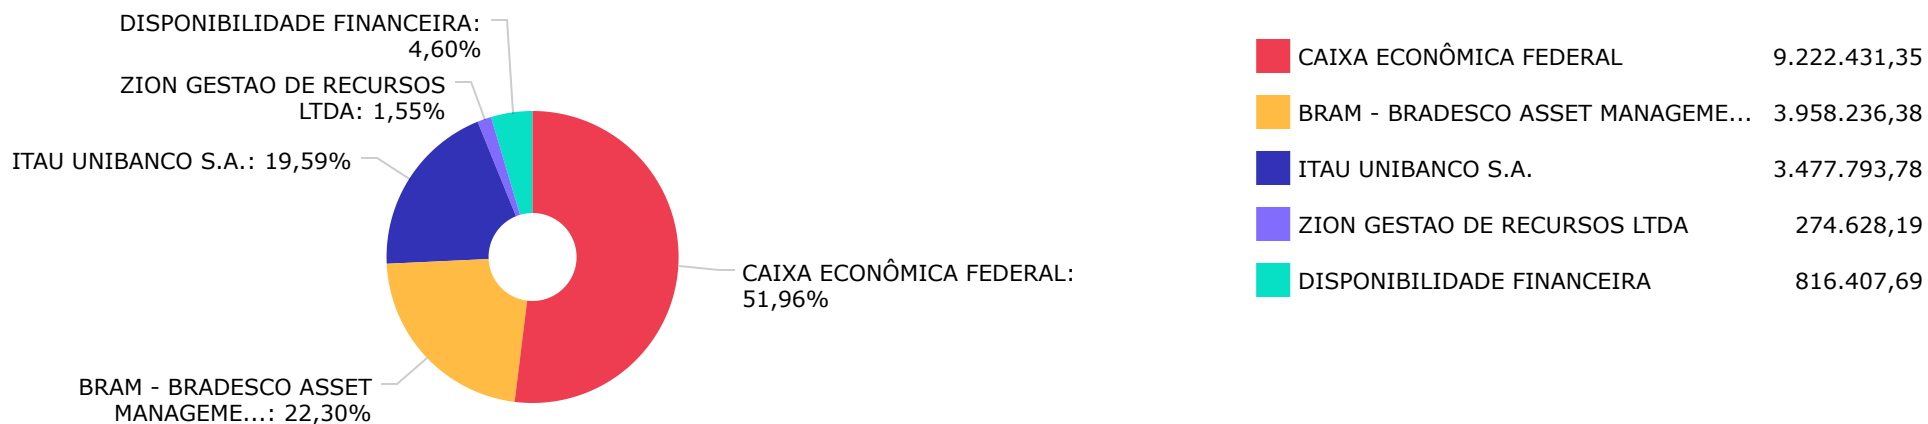 DISPONIBILIDADE FINANCEIRA:
4,60%
ZION GESTAO DE RECURSOS
LTDA: 1,55%
ITAU UNIBANCO S.A.: 19,59%
BRAM - BRADESCO ASSET
MANAGEME...: 22,30%
CAIXA ECONÔMICA FEDERAL:
51,96%
CAIXA ECONÔMICA FEDERAL 9.222.431,35
BRAM - BRADESCO ASSET MANAGEME... 3.958.236,38
ITAU UNIBANCO S.A. 3.477.793,78
ZION GESTAO DE RECURSOS LTDA 274.628,19
DISPONIBILIDADE FINANCEIRA 816.407,69